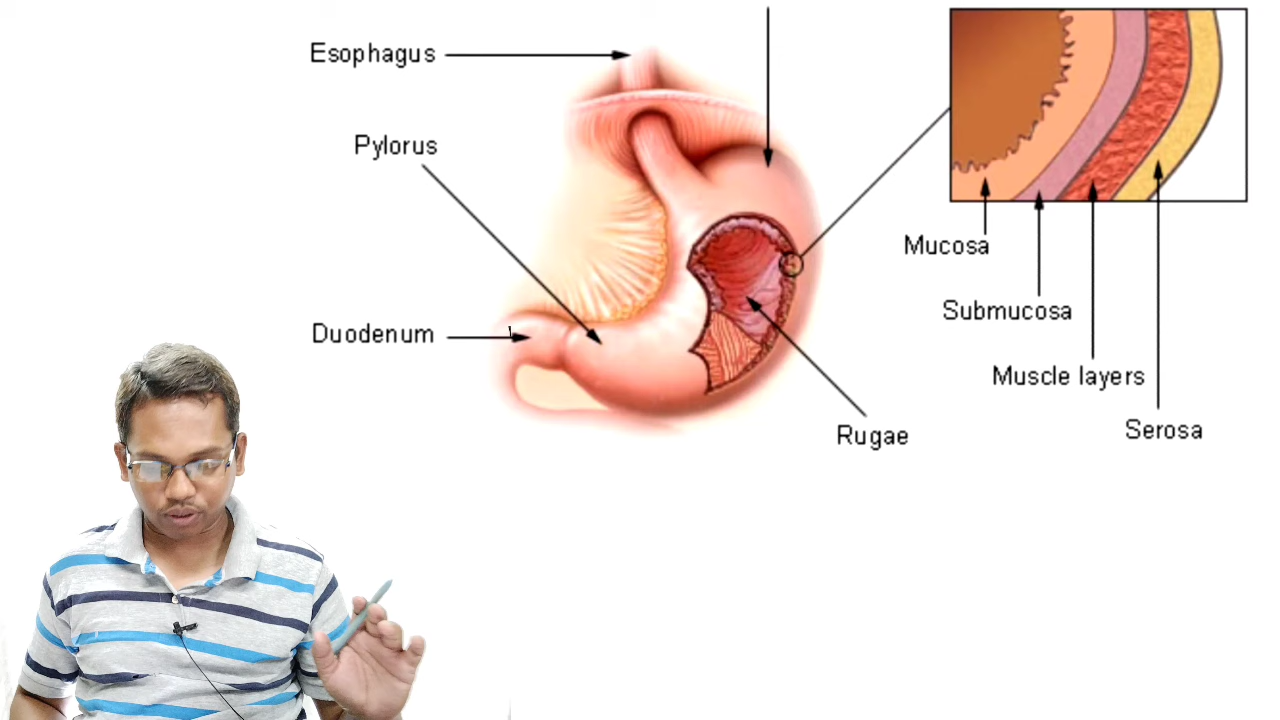 Esophagus
Pylorus
Duodenum
Mucosa
Submucosa
Muscle layers
Serosa
Rugae